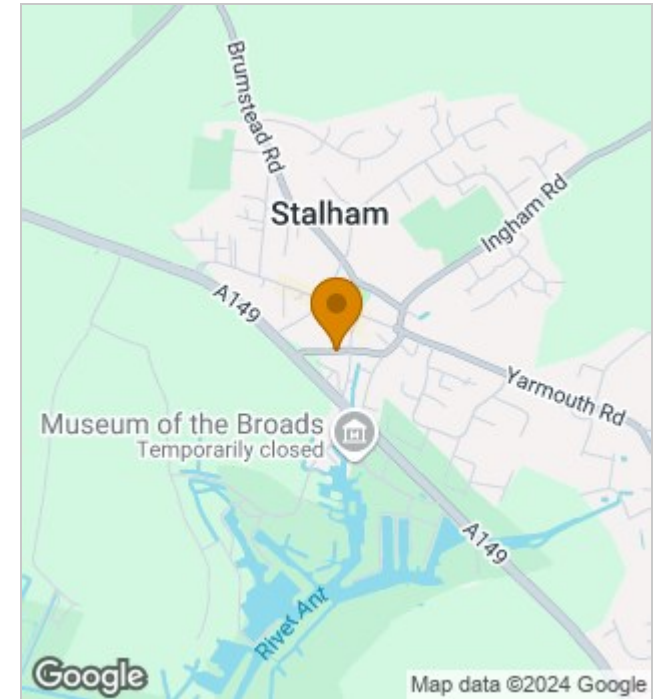 Brumstead Rd
Stalham
Ingham Rd
A149
Yarmouth Rd
Museum of the Broads
Temporarily closed
A149
River Ant
Google
Map data ©2024 Google